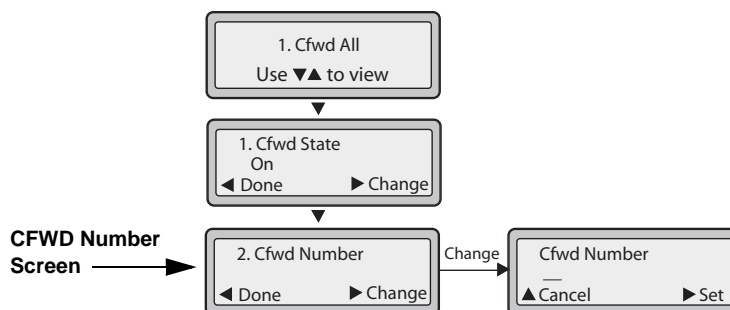 1. Cfwd All
Use ▼▲ to view
▼
1. Cfwd State
On
◀ Done ▶ Change
▼
CFWD Number
Screen
2. Cfwd Number
◀ Done ▶ Change
Change
Cfwd Number
__
▲ Cancel ▶ Set